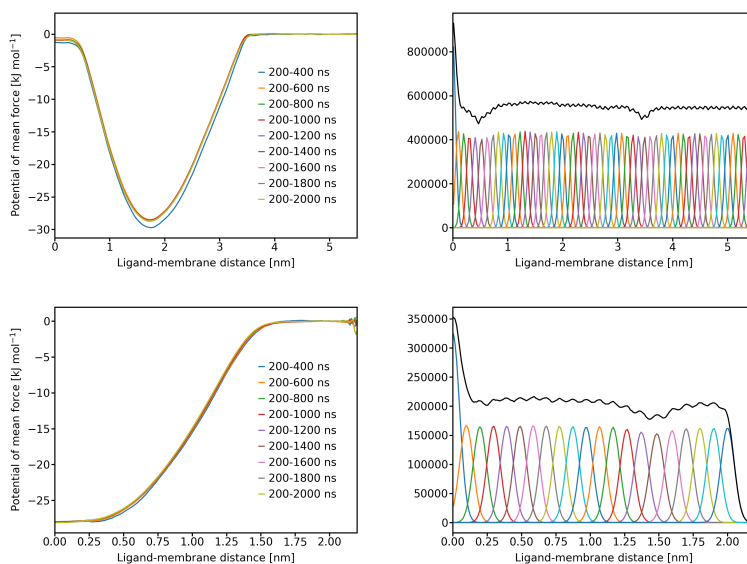 Potential of mean force [kJ mol⁻¹]
0
−5
−10
−15
−20
−25
−30
200-400 ns
200-600 ns
200-800 ns
200-1000 ns
200-1200 ns
200-1400 ns
200-1600 ns
200-1800 ns
200-2000 ns
0 1 2 3 4 5
Ligand-membrane distance [nm]
800000
600000
400000
200000
0
0 1 2 3 4 5
Ligand-membrane distance [nm]
Potential of mean force [kJ mol⁻¹]
0
−5
−10
−15
−20
−25
200-400 ns
200-600 ns
200-800 ns
200-1000 ns
200-1200 ns
200-1400 ns
200-1600 ns
200-1800 ns
200-2000 ns
0.00 0.25 0.50 0.75 1.00 1.25 1.50 1.75 2.00
Ligand-membrane distance [nm]
350000
300000
250000
200000
150000
100000
50000
0
0.00 0.25 0.50 0.75 1.00 1.25 1.50 1.75 2.00
Ligand-membrane distance [nm]